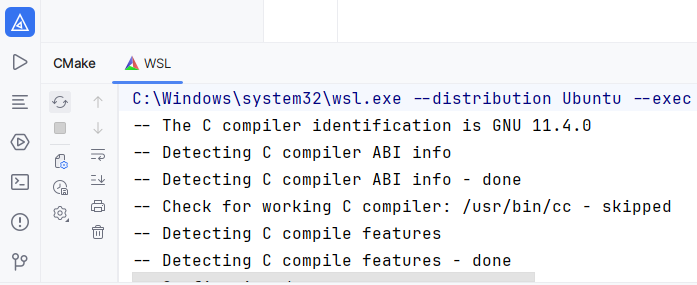 CMake
WSL
C:\Windows\system32\wsl.exe --distribution Ubuntu --exec
-- The C compiler identification is GNU 11.4.0
-- Detecting C compiler ABI info
-- Detecting C compiler ABI info - done
-- Check for working C compiler: /usr/bin/cc - skipped
-- Detecting C compile features
-- Detecting C compile features - done